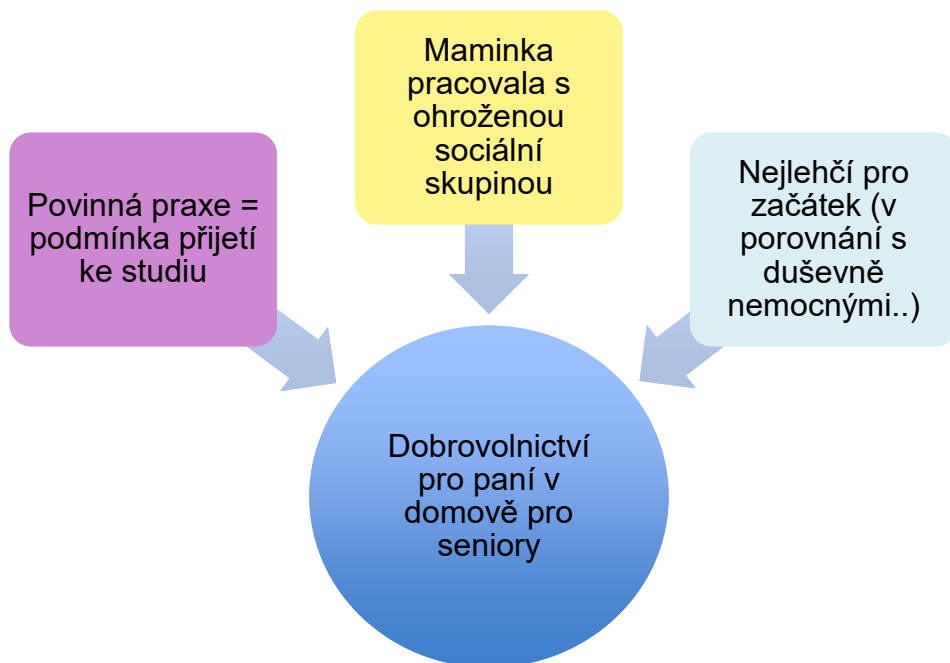 Povinná praxe =
podmínka přijetí
ke studiu
Maminka
pracovala s
ohroženou
sociální
skupinou
Nejlehčí pro
začátek (v
porovnání s
duševně
nemocnými..)
Dobrovolnictví
pro paní v
domově pro
seniory